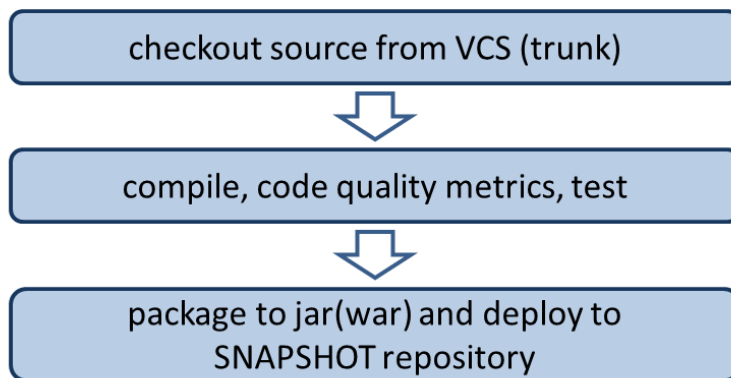 checkout source from VCS (trunk)
compile, code quality metrics, test
package to jar(war) and deploy to
SNAPSHOT repository